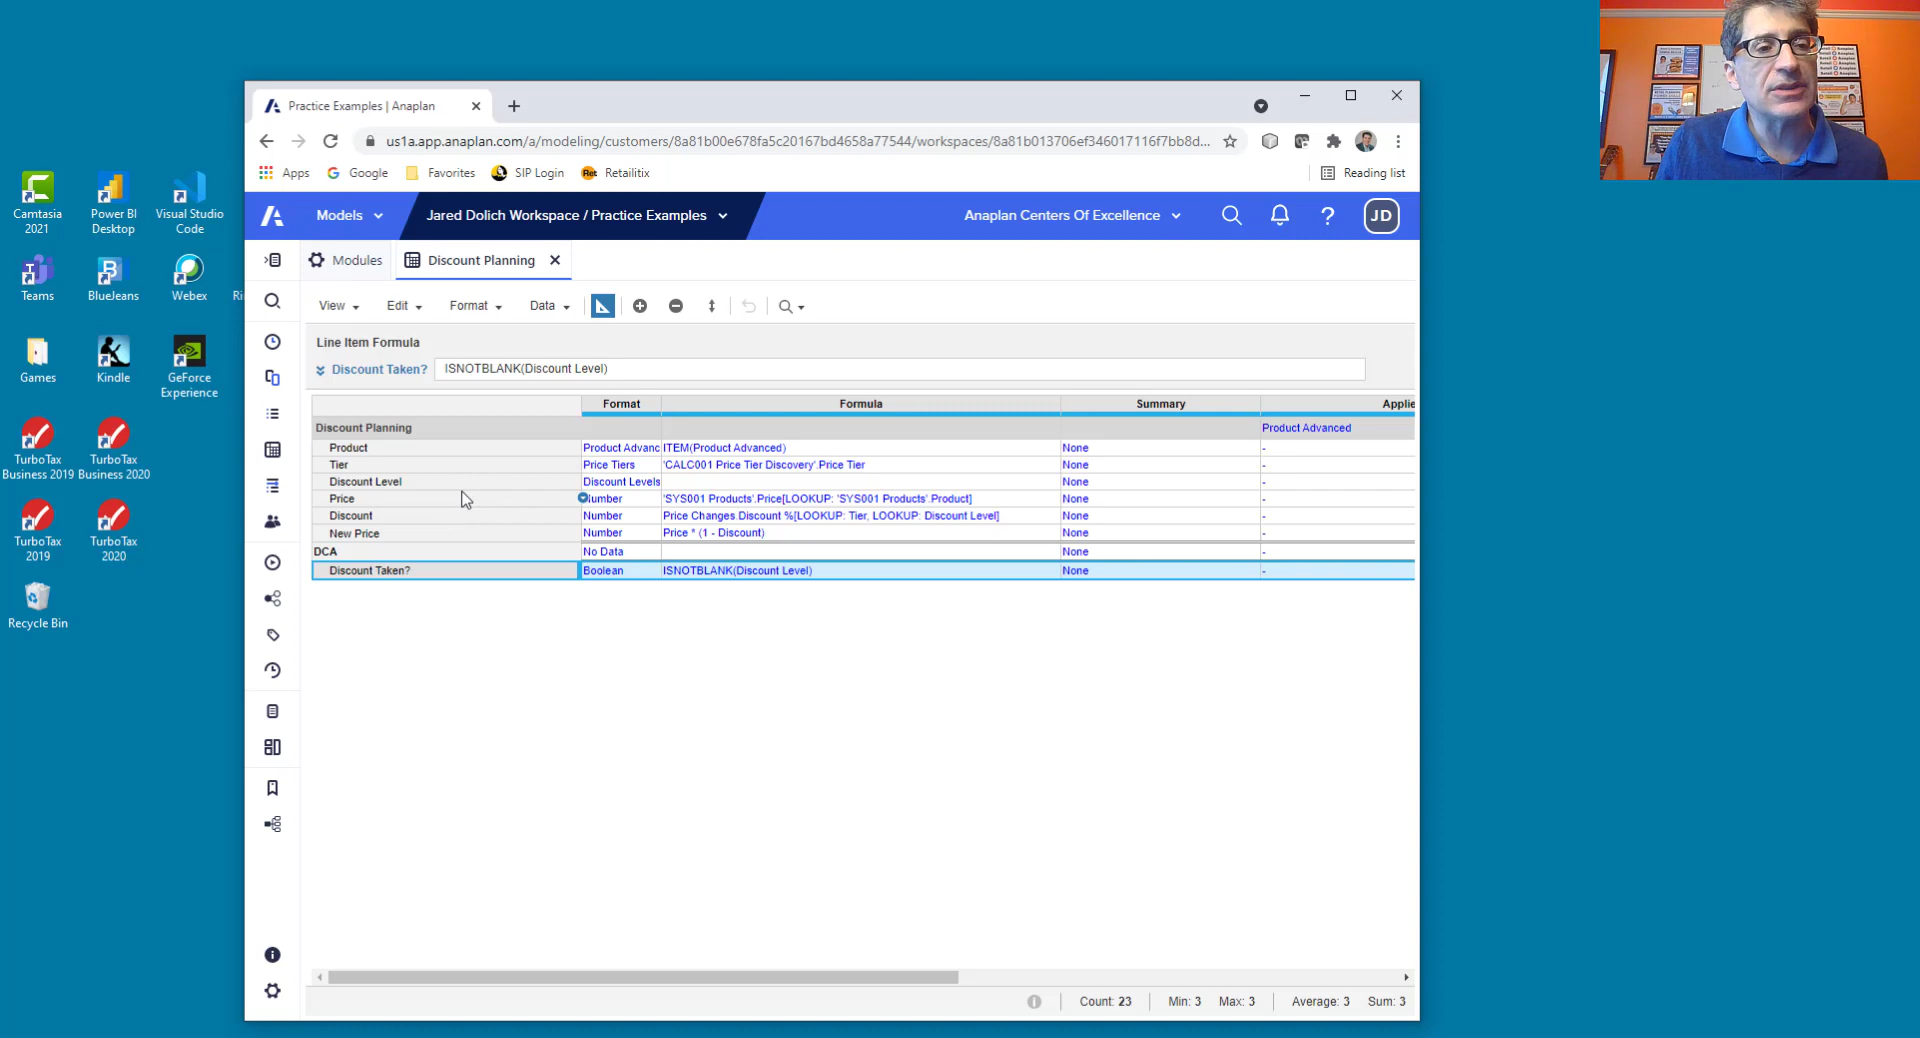 Practice Examples | Anaplan
us1a.app.anaplan.com/a/modeling/customers/8a81b00e678fa5c20167bd4658a77544/workspaces/8a81b013706ef346017116f7bb8d...
Apps Google Favorites SIP Login Retailitix Reading list
Models Jared Dolich Workspace / Practice Examples Anaplan Centers Of Excellence ? JD
Modules Discount Planning
View Edit Format Data
Line Item Formula
Discount Taken? ISNOTBLANK(Discount Level)
Format Formula Summary Applie
Discount Planning Product Advanced
Product Product Advanc ITEM(Product Advanced) None -
Tier Price Tiers 'CALC001 Price Tier Discovery'.Price Tier None -
Discount Level Discount Levels None -
Price Number 'SYS001 Products'.Price[LOOKUP: 'SYS001 Products'.Product] None -
Discount Number Price Changes.Discount %[LOOKUP: Tier, LOOKUP: Discount Level] None -
New Price Number Price * (1 - Discount) None -
DCA No Data None -
Discount Taken? Boolean ISNOTBLANK(Discount Level) None -
Count: 23 Min: 3 Max: 3 Average: 3 Sum: 3
Camtasia 2021
Power BI Desktop
Visual Studio Code
Teams
BlueJeans
Webex
Ri
Games
Kindle
GeForce Experience
TurboTax Business 2019
TurboTax Business 2020
TurboTax 2019
TurboTax 2020
Recycle Bin